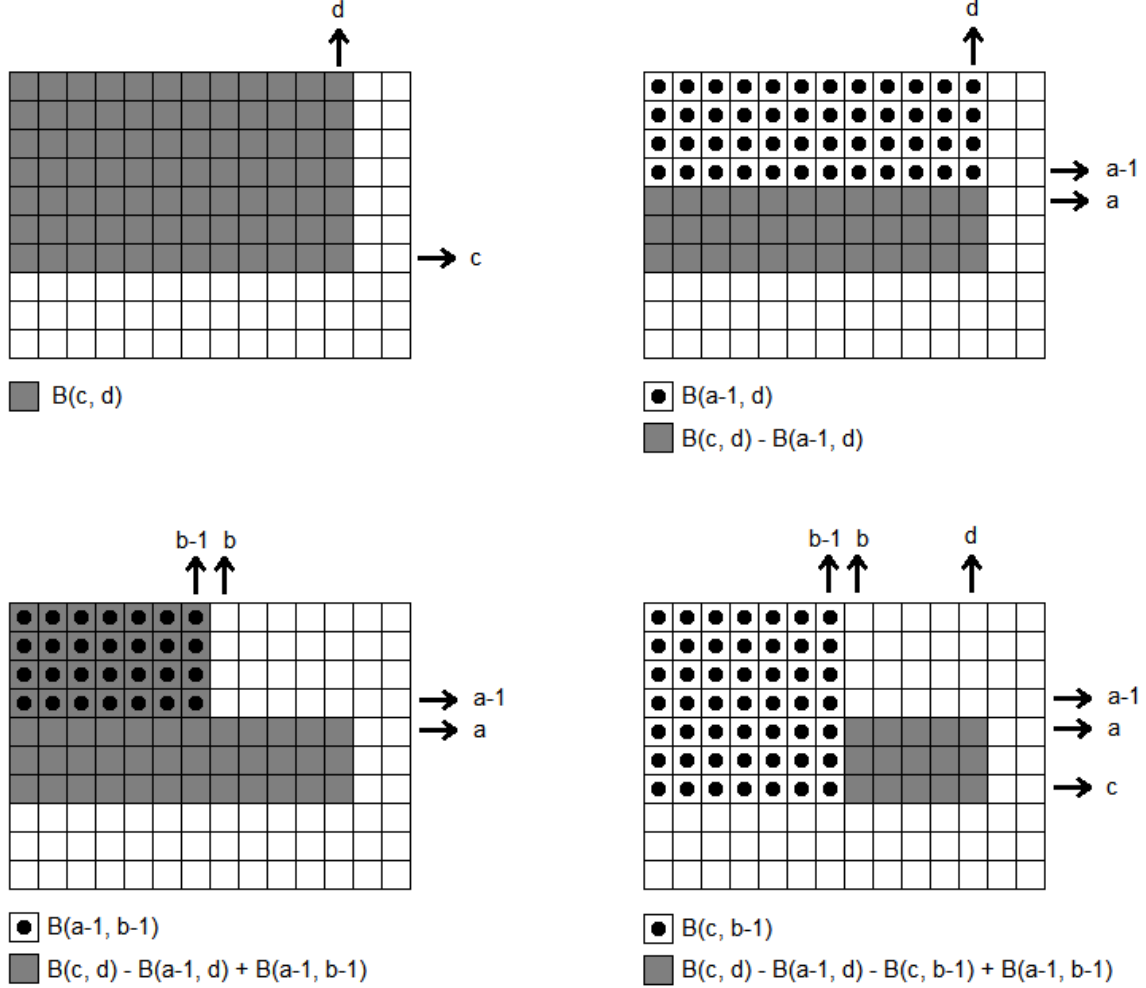 d
c
B(c, d)
d
a-1
a
B(a-1, d)
B(c, d) - B(a-1, d)
b-1 b
a-1
a
B(a-1, b-1)
B(c, d) - B(a-1, d) + B(a-1, b-1)
b-1 b d
a-1
a
c
B(c, b-1)
B(c, d) - B(a-1, d) - B(c, b-1) + B(a-1, b-1)